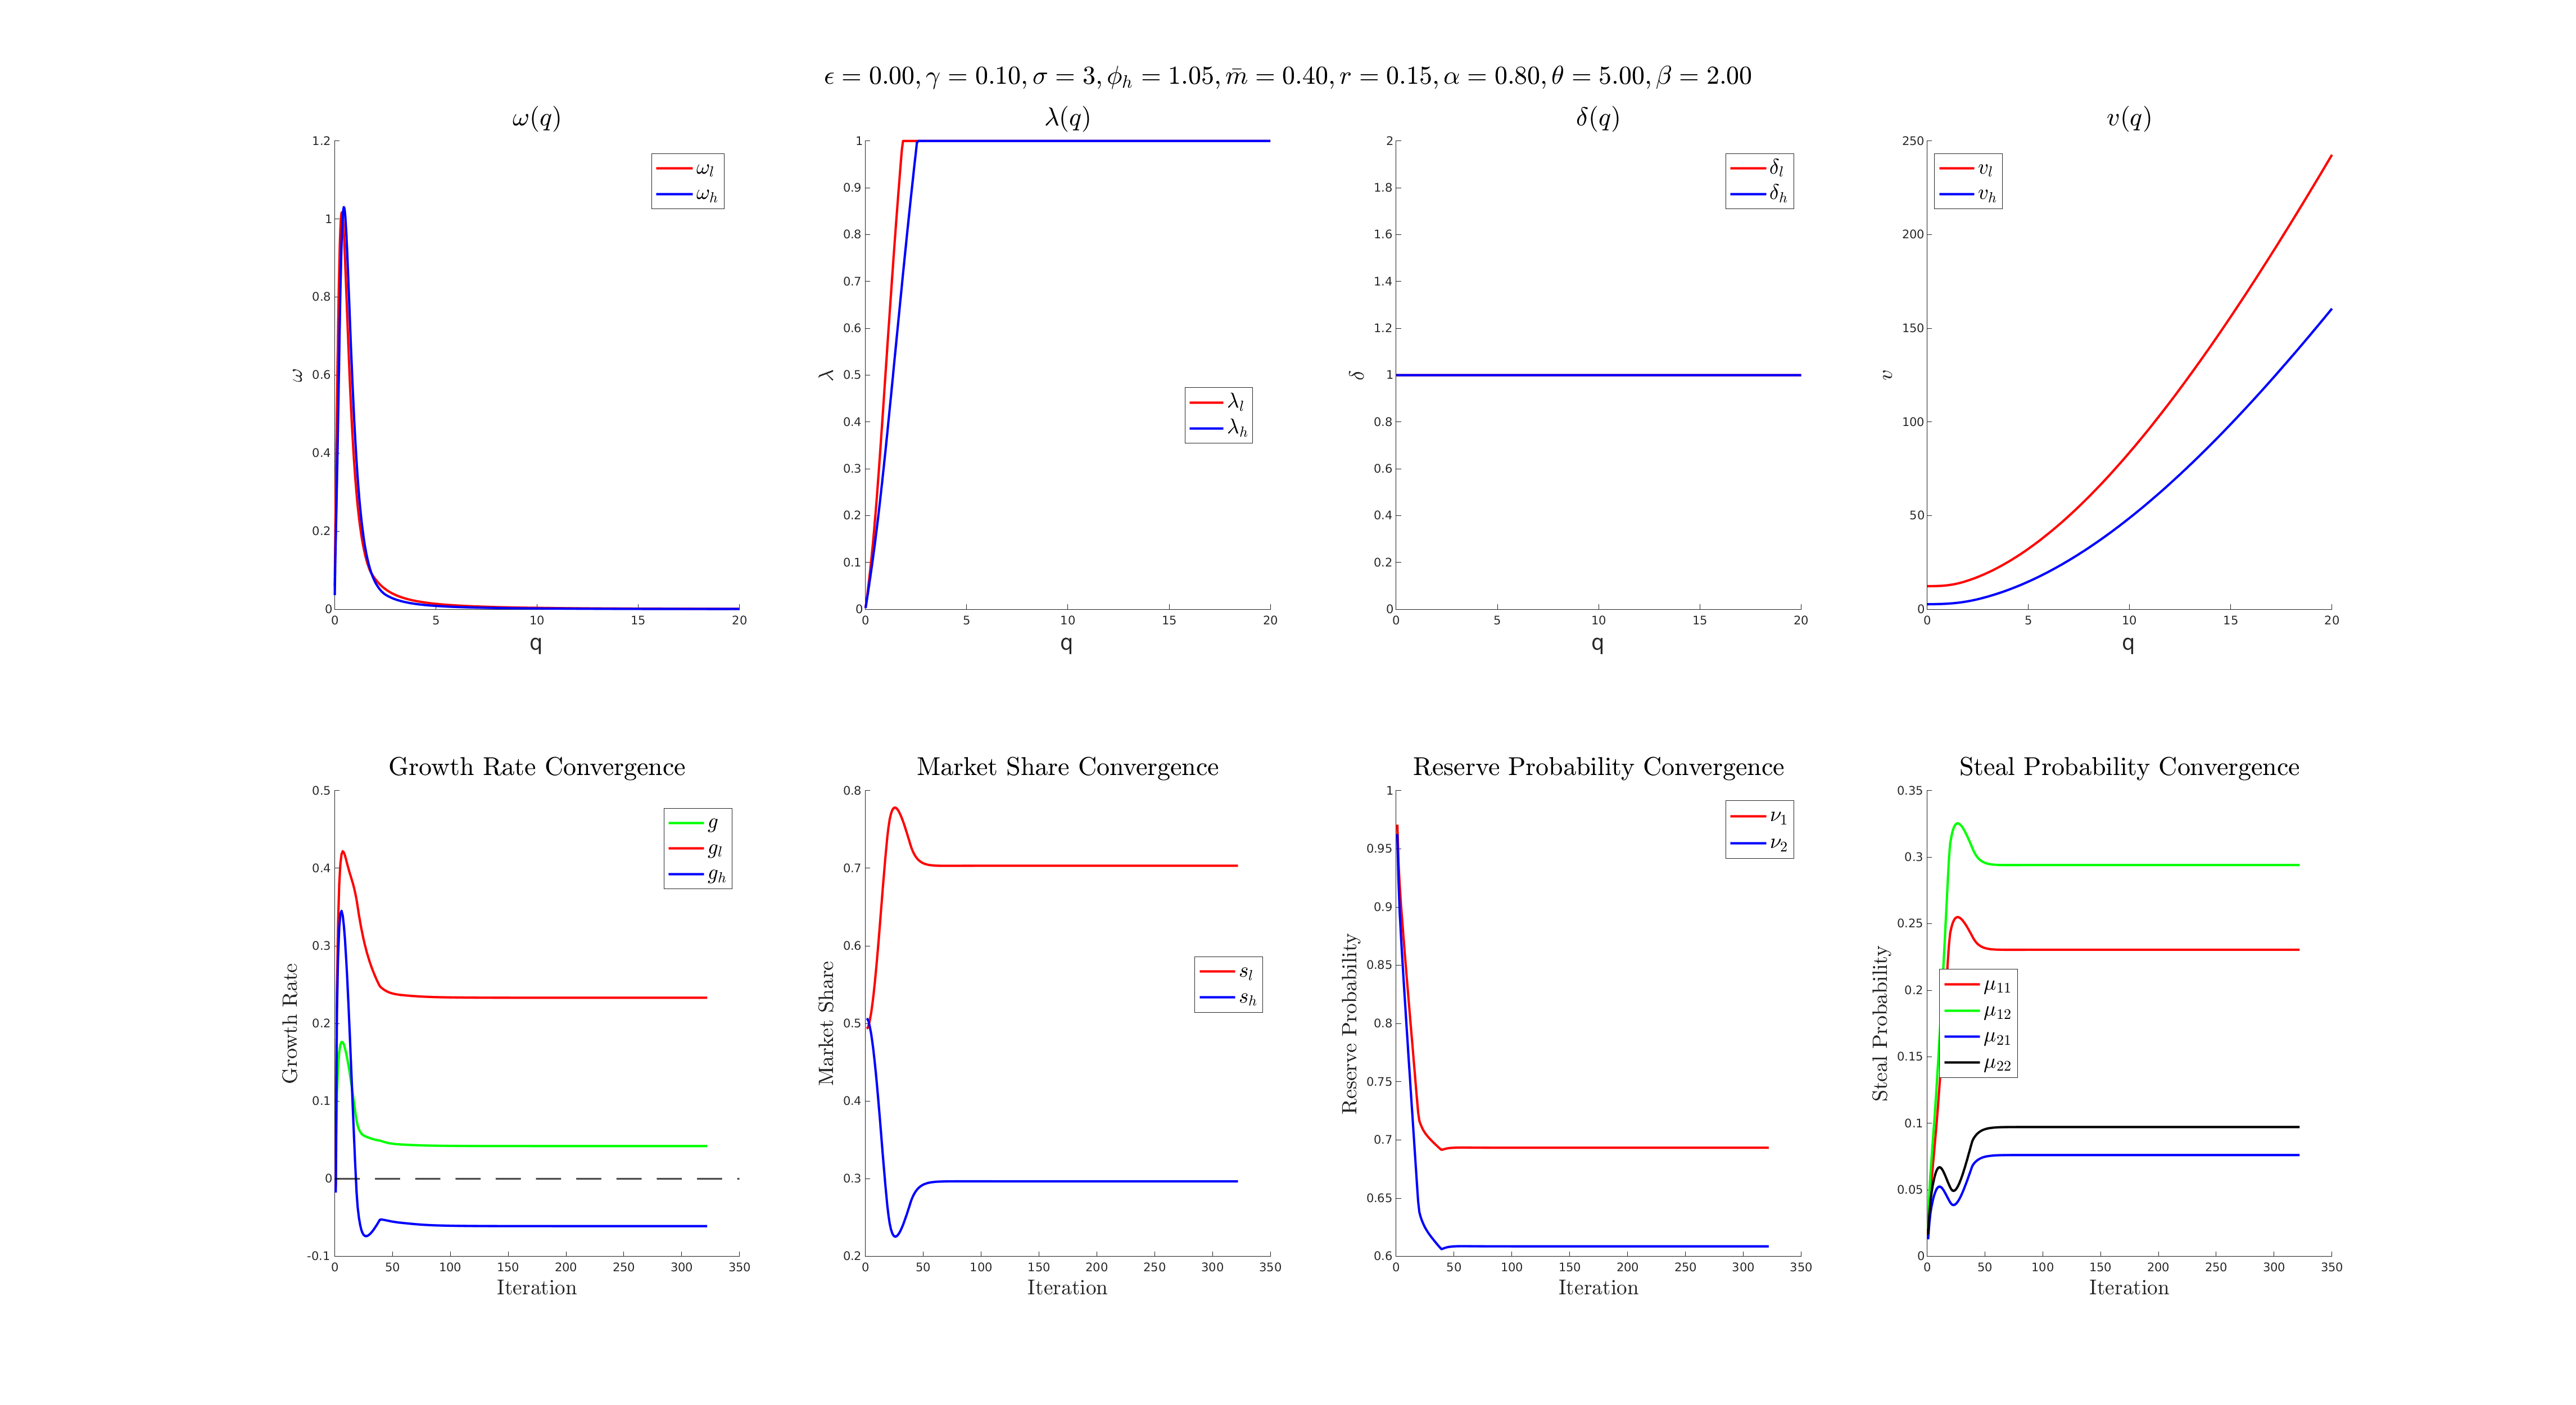 ϵ = 0.00, γ = 0.10, σ = 3, ϕ_h = 1.05, m̄ = 0.40, r = 0.15, α = 0.80, θ = 5.00, β = 2.00
ω(q)
1.2
1
0.8
0.6
0.4
0.2
0
ω
0 5 10 15 20
q
ω_l
ω_h
λ(q)
1
0.9
0.8
0.7
0.6
0.5
0.4
0.3
0.2
0.1
0
λ
0 5 10 15 20
q
λ_l
λ_h
δ(q)
2
1.8
1.6
1.4
1.2
1
0.8
0.6
0.4
0.2
0
δ
0 5 10 15 20
q
δ_l
δ_h
v(q)
250
200
150
100
50
0
v
0 5 10 15 20
q
v_l
v_h
Growth Rate Convergence
0.5
0.4
0.3
0.2
0.1
0
-0.1
Growth Rate
0 50 100 150 200 250 300 350
Iteration
g
g_l
g_h
Market Share Convergence
0.8
0.7
0.6
0.5
0.4
0.3
0.2
Market Share
0 50 100 150 200 250 300 350
Iteration
s_l
s_h
Reserve Probability Convergence
1
0.95
0.9
0.85
0.8
0.75
0.7
0.65
0.6
Reserve Probability
0 50 100 150 200 250 300 350
Iteration
ν_1
ν_2
Steal Probability Convergence
0.35
0.3
0.25
0.2
0.15
0.1
0.05
0
Steal Probability
0 50 100 150 200 250 300 350
Iteration
μ_11
μ_12
μ_21
μ_22